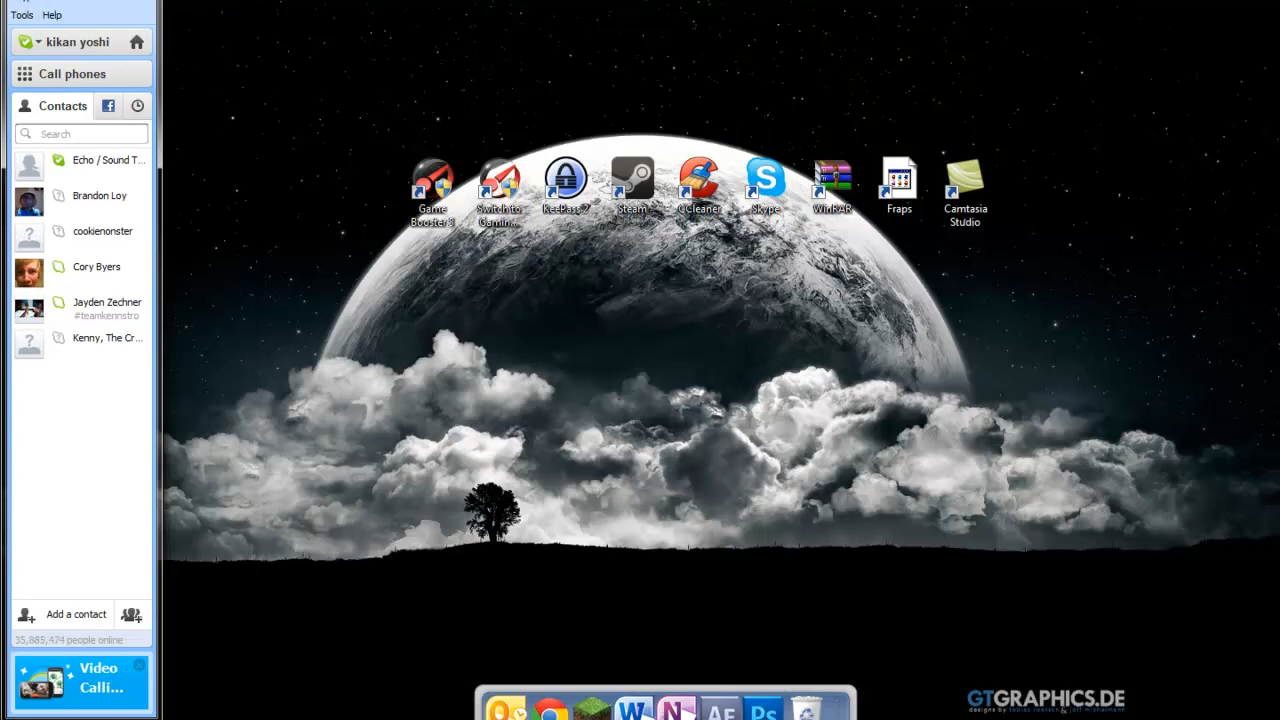 Tools Help
kikan yoshi
Call phones
Contacts
Search
Echo / Sound T...
Brandon Loy
cookienonster
Cory Byers
Jayden Zechner
#teamkennstro
Kenny, The Cr...
Add a contact
35,885,474 people online
Video
Calli...
Game
Booster 3
Switch to
Gamin...
KeePass 2
Steam
CCleaner
Skype
WinRAR
Fraps
Camtasia
Studio
W
N
AE
Ps
GTGRAPHICS.DE